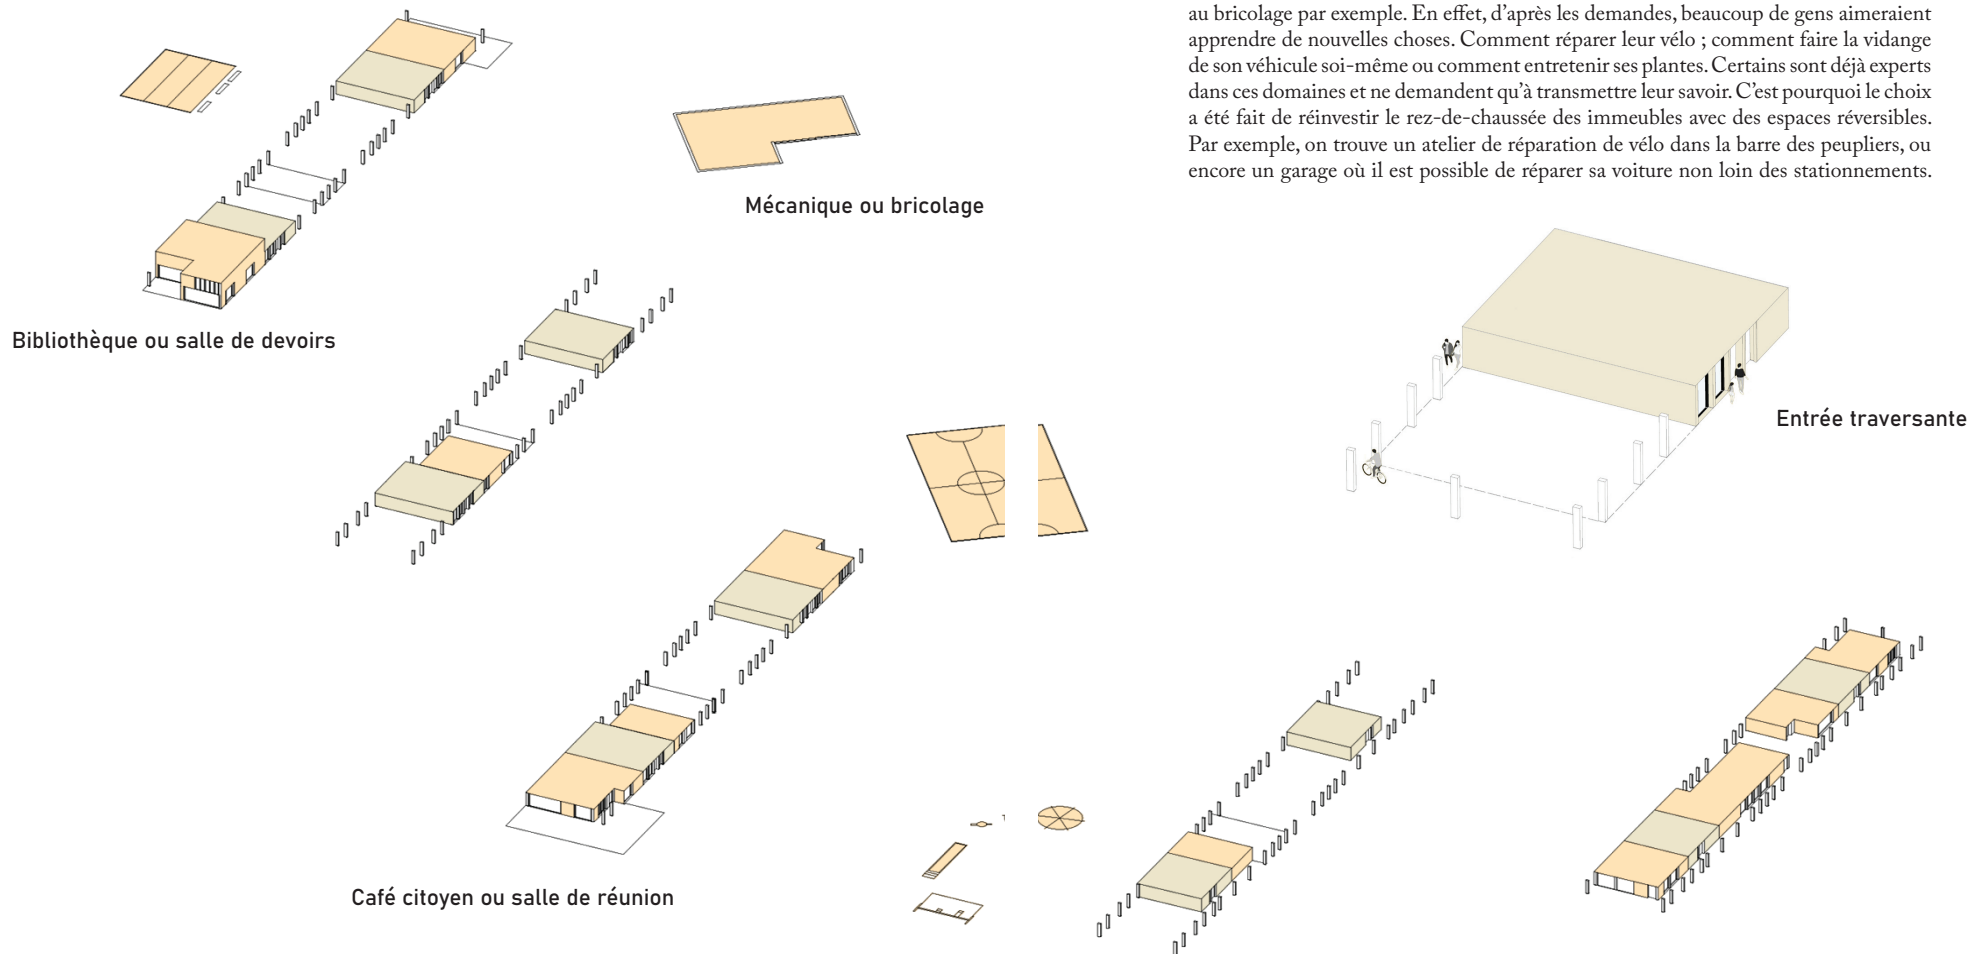 au bricolage par exemple. En effet, d'après les demandes, beaucoup de gens aimeraient
apprendre de nouvelles choses. Comment réparer leur vélo ; comment faire la vidange
de son véhicule soi-même ou comment entretenir ses plantes. Certains sont déjà experts
dans ces domaines et ne demandent qu'à transmettre leur savoir. C'est pourquoi le choix
a été fait de réinvestir le rez-de-chaussée des immeubles avec des espaces réversibles.
Par exemple, on trouve un atelier de réparation de vélo dans la barre des peupliers, ou
encore un garage où il est possible de réparer sa voiture non loin des stationnements.
Mécanique ou bricolage
Bibliothèque ou salle de devoirs
Entrée traversante
Café citoyen ou salle de réunion